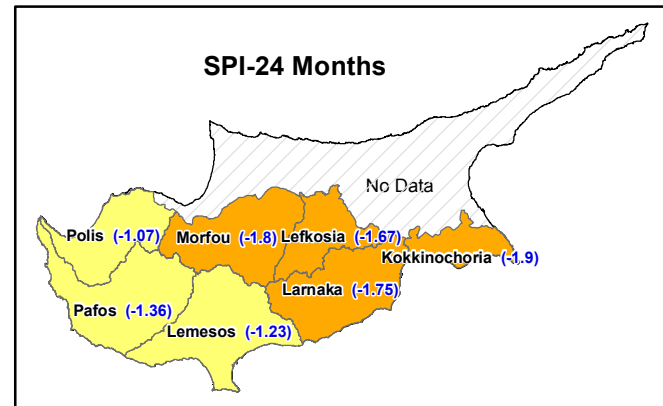 SPI-24 Months
No Data
Polis (-1.07)
Morfou (-1.8)
Lefkosia (-1.67)
Kokkinochoria (-1.9)
Larnaka (-1.75)
Pafos (-1.36)
Lemesos (-1.23)